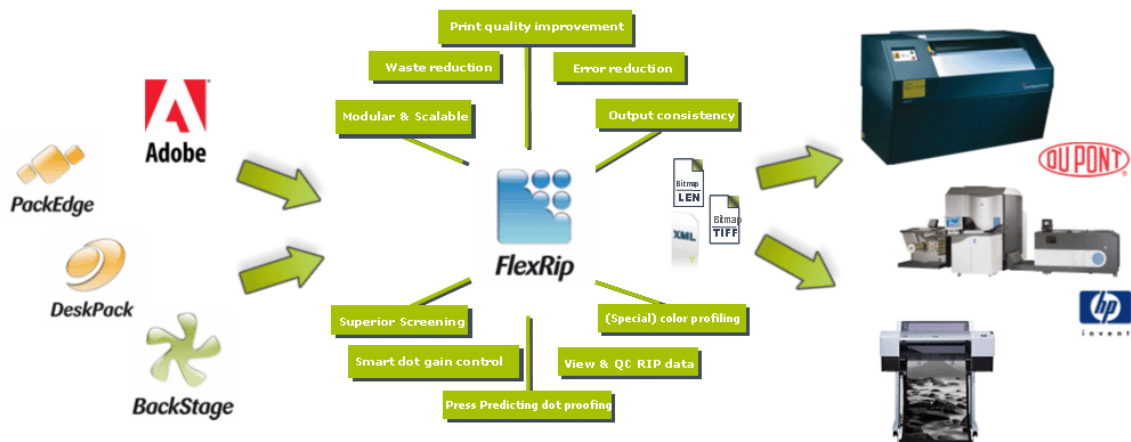 Print quality improvement
Waste reduction
Error reduction
Modular & Scalable
Output consistency
Adobe
PackEdge
DeskPack
BackStage
FlexRip
Bitmap
LEN
Bitmap
TIFF
XML
Y
DU PONT
®
hp
invent
Superior Screening
(Special) color profiling
Smart dot gain control
View & QC RIP data
Press Predicting dot proofing